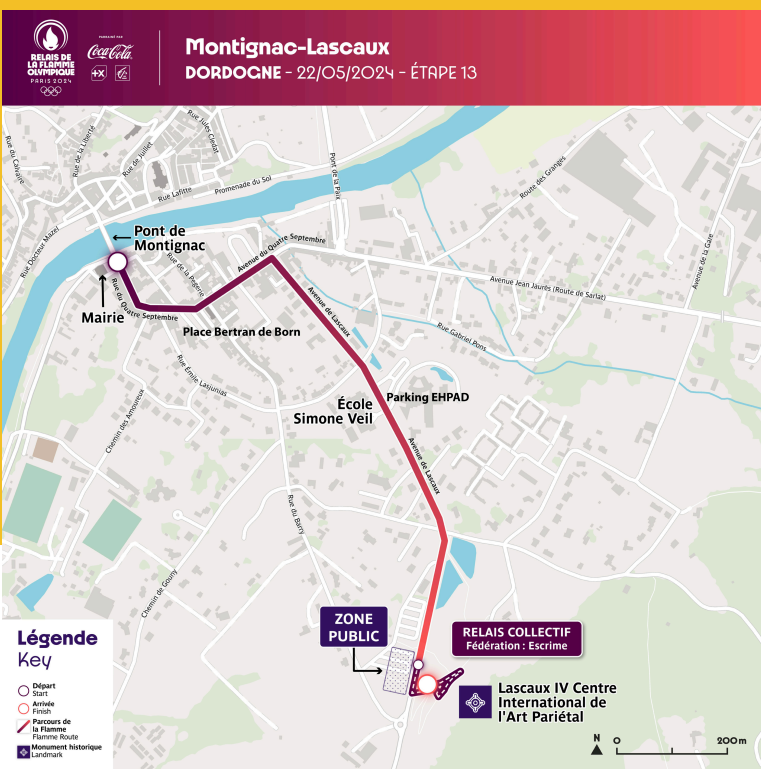 RELAIS DE
LA FLAMME
OLYMPIQUE
PARIS 2024
PARRAINÉ PAR
Coca-Cola
Montignac-Lascaux
DORDOGNE - 22/05/2024 - ÉTAPE 13
Rue du Calvaire
Rue de la Liberté
Rue de Juillet
Rue Jules Clédat
Rue Lafitte
Promenade du Sol
Pont de la Paix
Route des Granges
Avenue de la Gare
Rue Docteur Mazel
Pont de
Montignac
Mairie
Rue de la Pégerie
Avenue du Quatre Septembre
Rue du Quatre Septembre
Place Bertran de Born
Avenue Jean Jaurès (Route de Sarlat)
Avenue de Lascaux
Rue Gabriel Pons
Rue Émile Lasjunias
Chemin des Amoureux
École
Simone Veil
Parking EHPAD
Avenue de Lascaux
Rue du Barry
Chemin de Gouny
ZONE
PUBLIC
RELAIS COLLECTIF
Fédération : Escrime
Lascaux IV Centre
International de
l'Art Pariétal
Légende
Key
Départ
Start
Arrivée
Finish
Parcours de
la Flamme
Flamme Route
Monument historique
Landmark
N 0 200 m